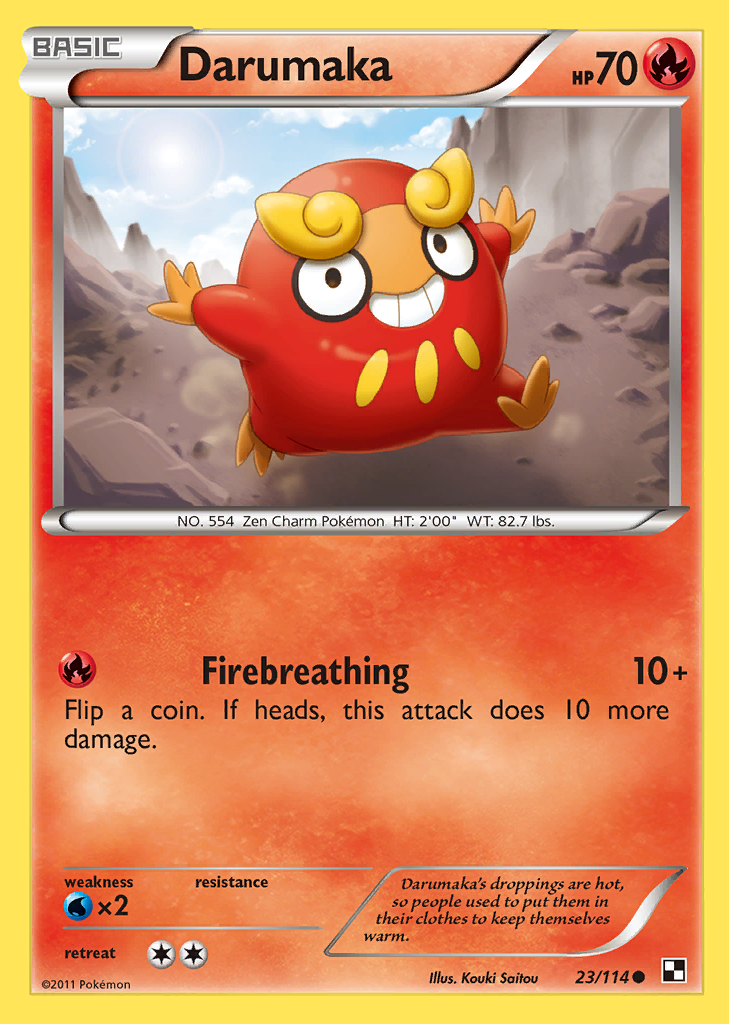 BASIC
Darumaka
HP 70
NO. 554 Zen Charm Pokémon HT: 2'00" WT: 82.7 lbs.
Firebreathing 10+
Flip a coin. If heads, this attack does 10 more
damage.
weakness resistance
×2
retreat
Darumaka's droppings are hot,
so people used to put them in
their clothes to keep themselves
warm.
©2011 Pokémon
Illus. Kouki Saitou 23/114